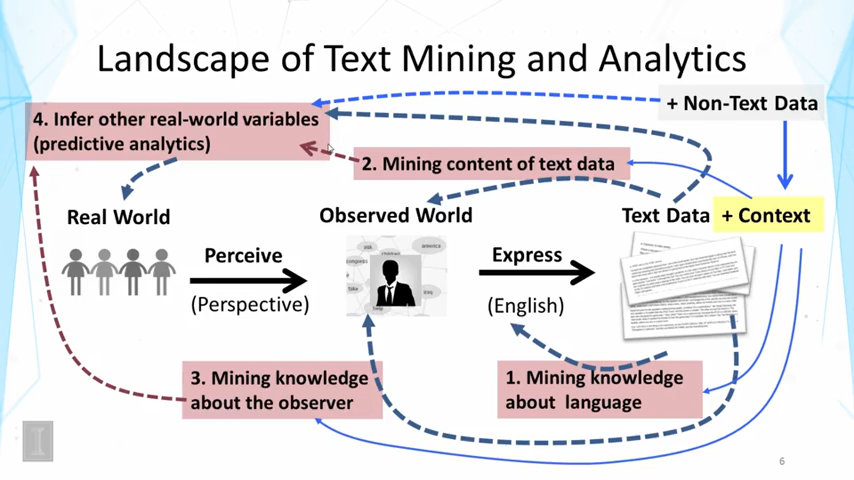 Landscape of Text Mining and Analytics
+ Non-Text Data
4. Infer other real-world variables
(predictive analytics)
2. Mining content of text data
Real World
Observed World
Text Data + Context
Perceive
(Perspective)
Express
(English)
3. Mining knowledge
about the observer
1. Mining knowledge
about language
6